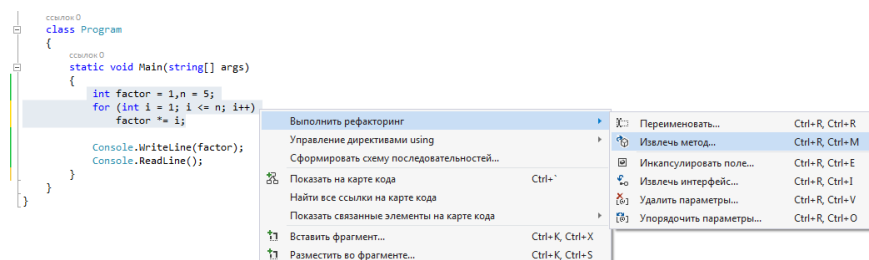 ссылок 0
class Program
{
ссылок 0
static void Main(string[] args)
{
int factor = 1,n = 5;
for (int i = 1; i <= n; i++)
factor *= i;
Console.WriteLine(factor);
Console.ReadLine();
}
}
}
Выполнить рефакторинг
Управление директивами using
Сформировать схему последовательностей...
Показать на карте кода Ctrl+`
Найти все ссылки на карте кода
Показать связанные элементы на карте кода
Вставить фрагмент... Ctrl+K, Ctrl+X
Разместить во фрагменте... Ctrl+K, Ctrl+S
Переименовать... Ctrl+R, Ctrl+R
Извлечь метод... Ctrl+R, Ctrl+M
Инкапсулировать поле... Ctrl+R, Ctrl+E
Извлечь интерфейс... Ctrl+R, Ctrl+I
Удалить параметры... Ctrl+R, Ctrl+V
Упорядочить параметры... Ctrl+R, Ctrl+O